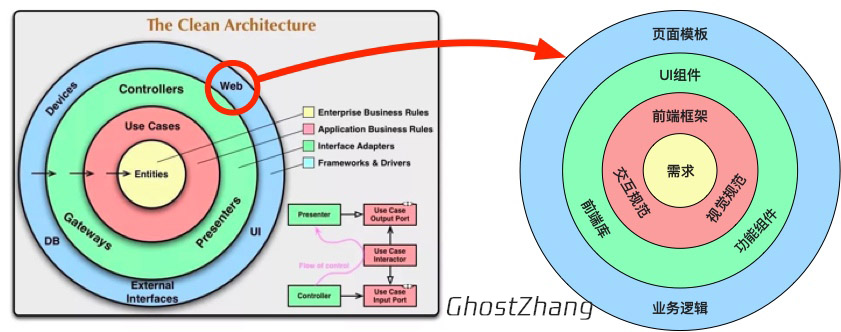 The Clean Architecture
Devices
Controllers
Web
Use Cases
Entities
Gateways
Presenters
DB
UI
External
Interfaces
Enterprise Business Rules
Application Business Rules
Interface Adapters
Frameworks & Drivers
Presenter
Use Case
Output Port
Use Case
Interactor
Flow of control
Controller
Use Case
Input Port
GhostZhang
页面模板
UI组件
前端框架
需求
交互规范
视觉规范
前端库
功能组件
业务逻辑